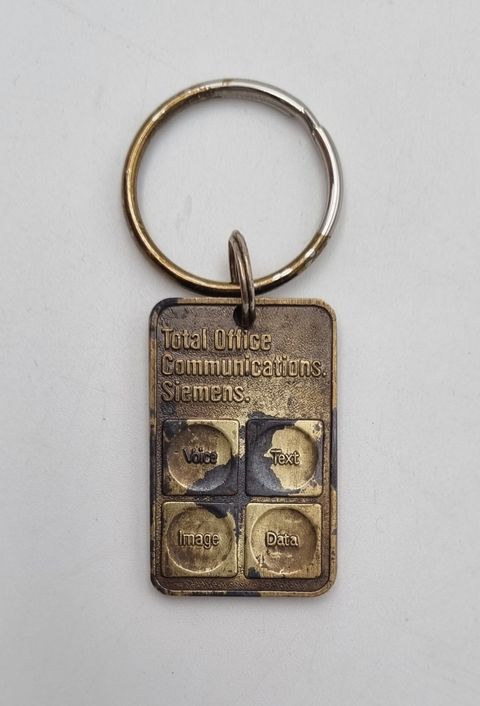 Total Office
Communications.
Siemens.
Voice Text
Image Data